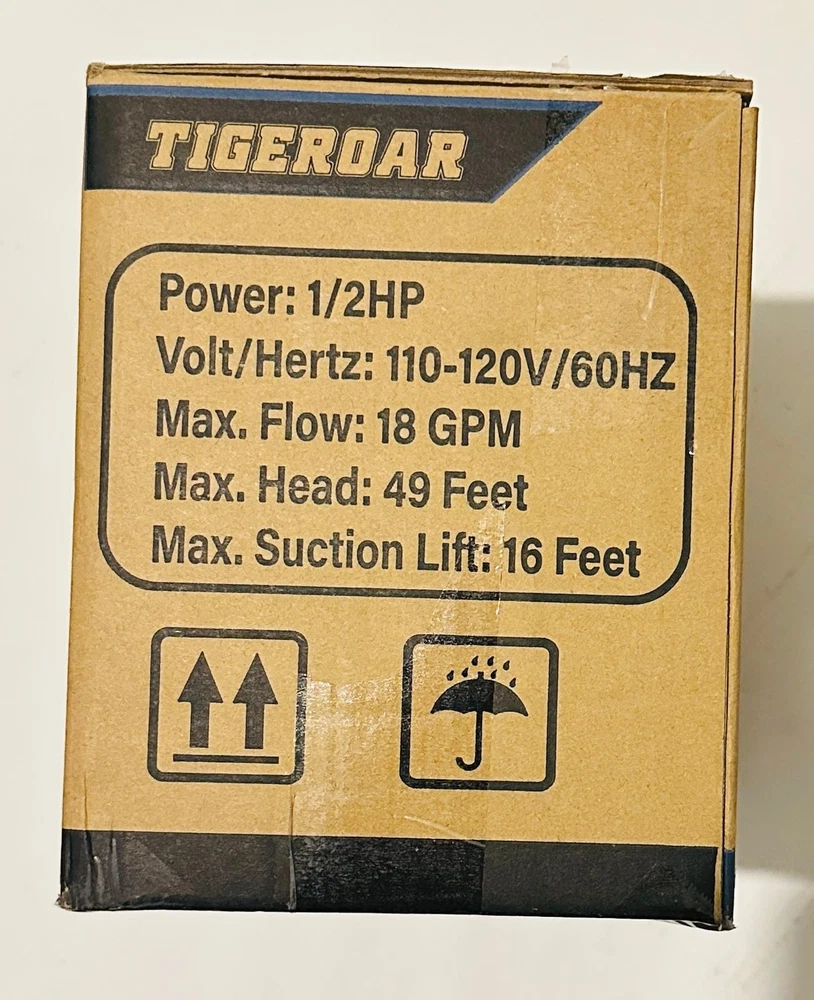 TIGEROAR
Power: 1/2HP
Volt/Hertz: 110-120V/60HZ
Max. Flow: 18 GPM
Max. Head: 49 Feet
Max. Suction Lift: 16 Feet